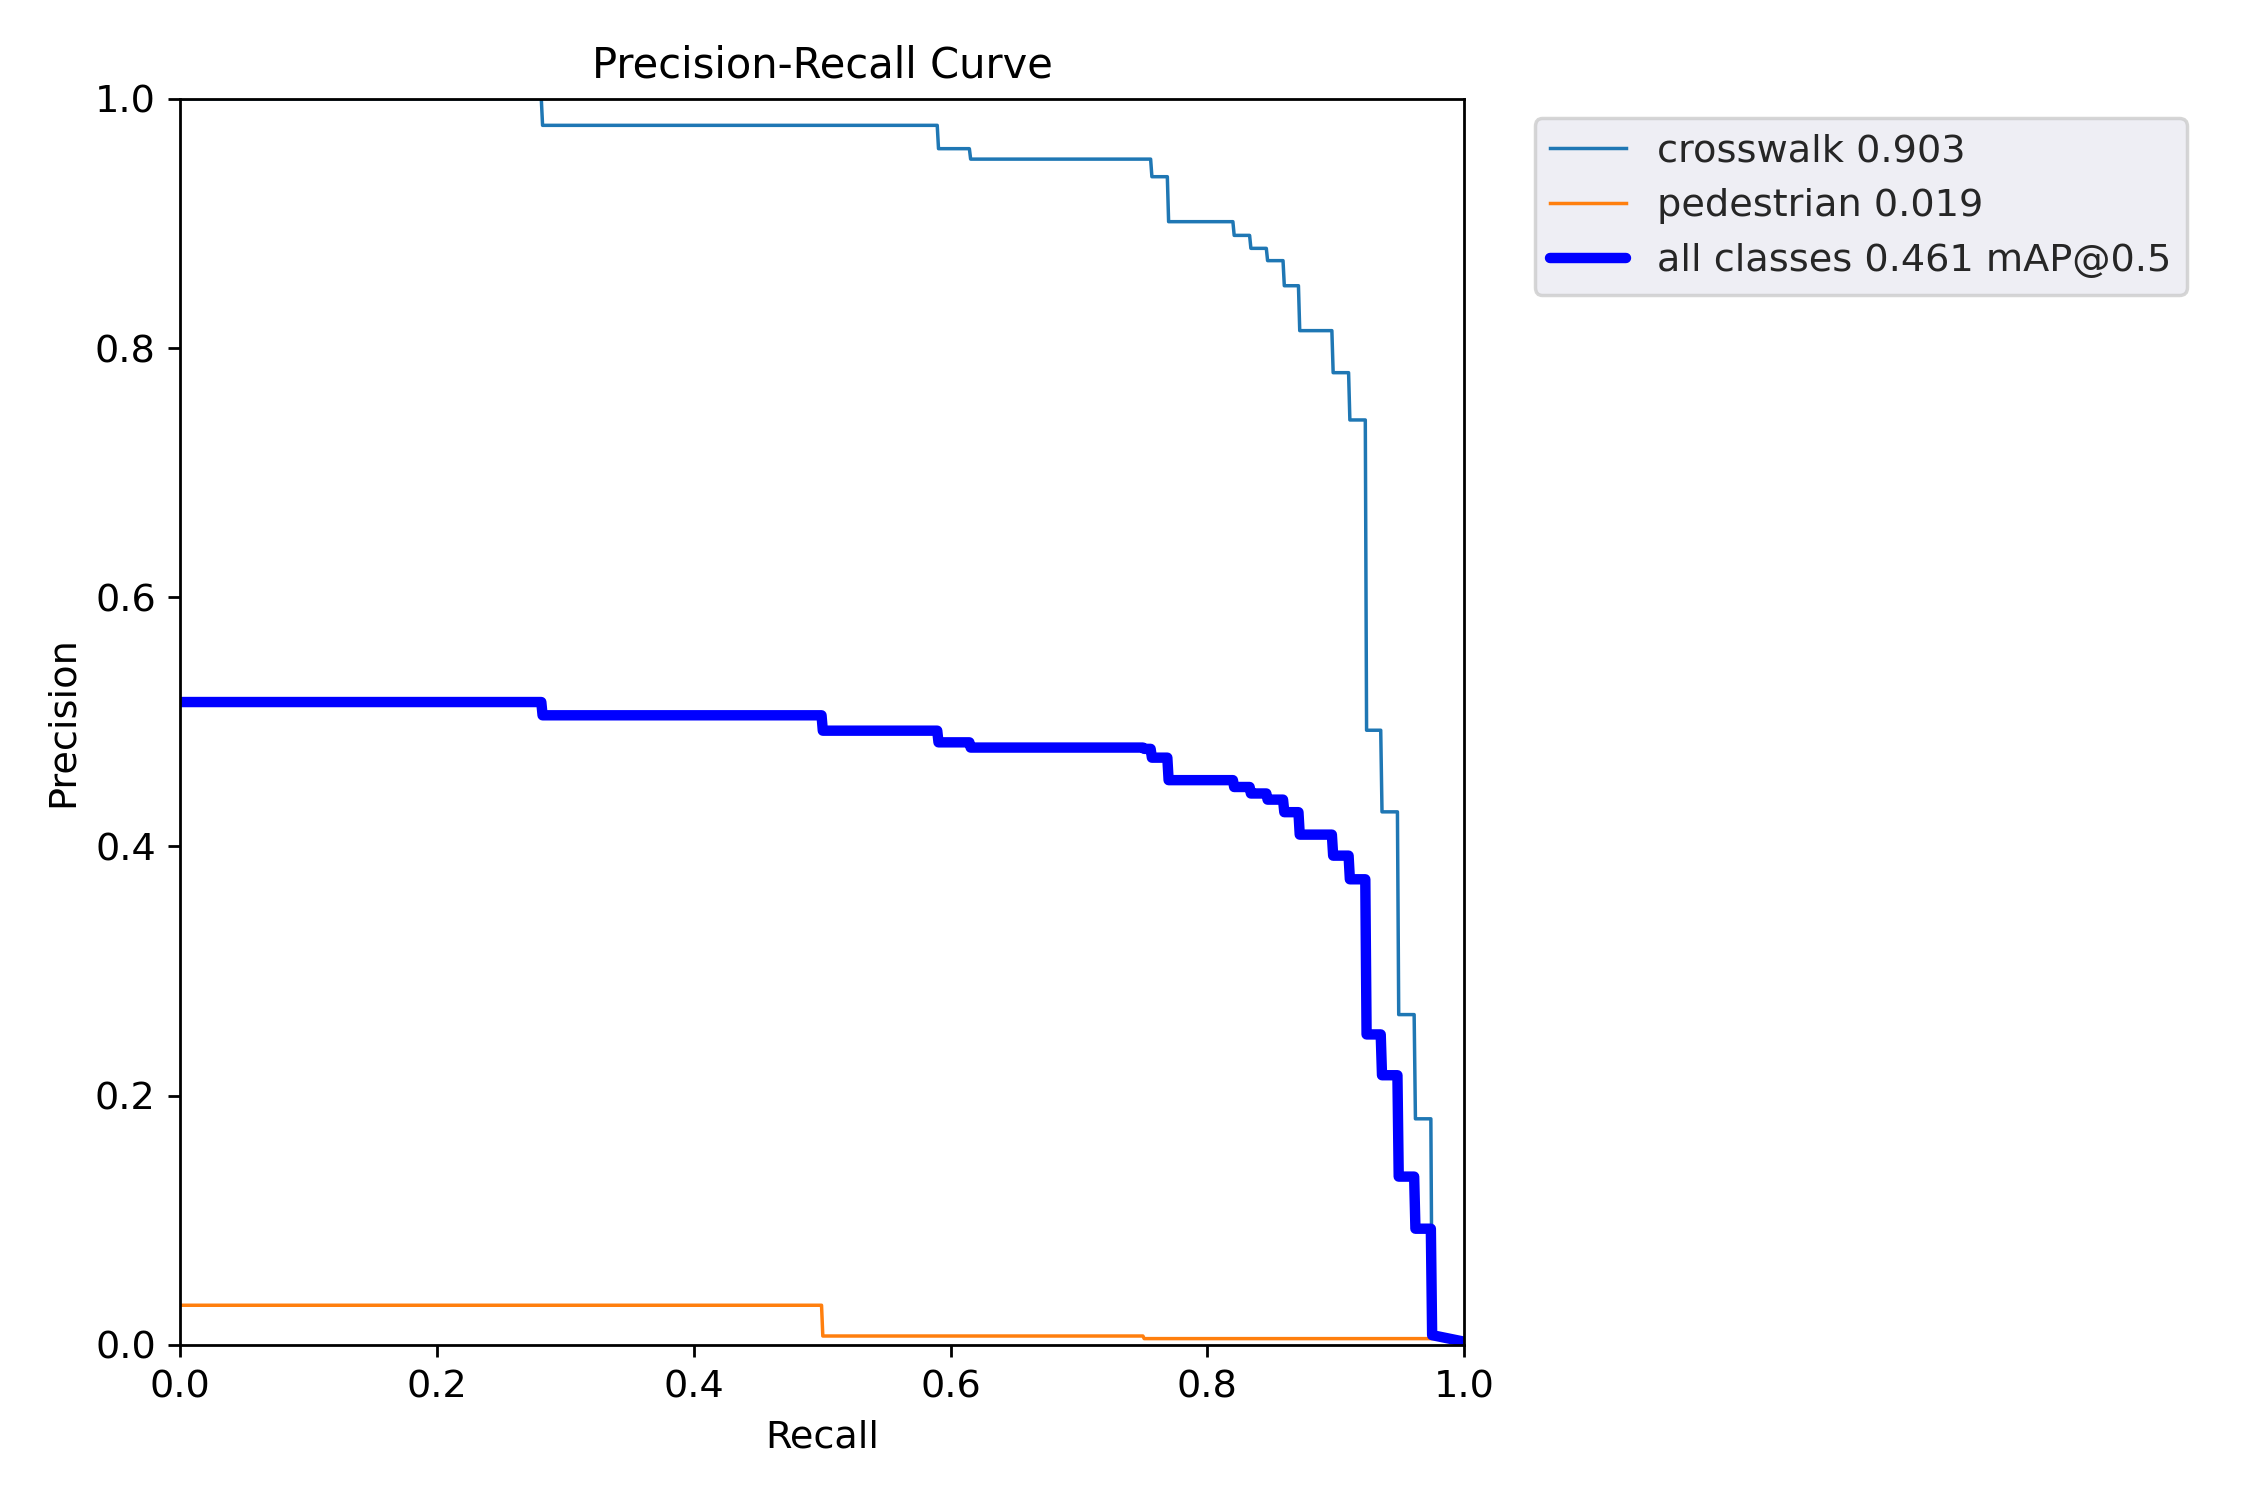 Precision-Recall Curve
1.0
0.8
0.6
0.4
0.2
0.0
Precision
0.0 0.2 0.4 0.6 0.8 1.0
Recall
crosswalk 0.903
pedestrian 0.019
all classes 0.461 mAP@0.5